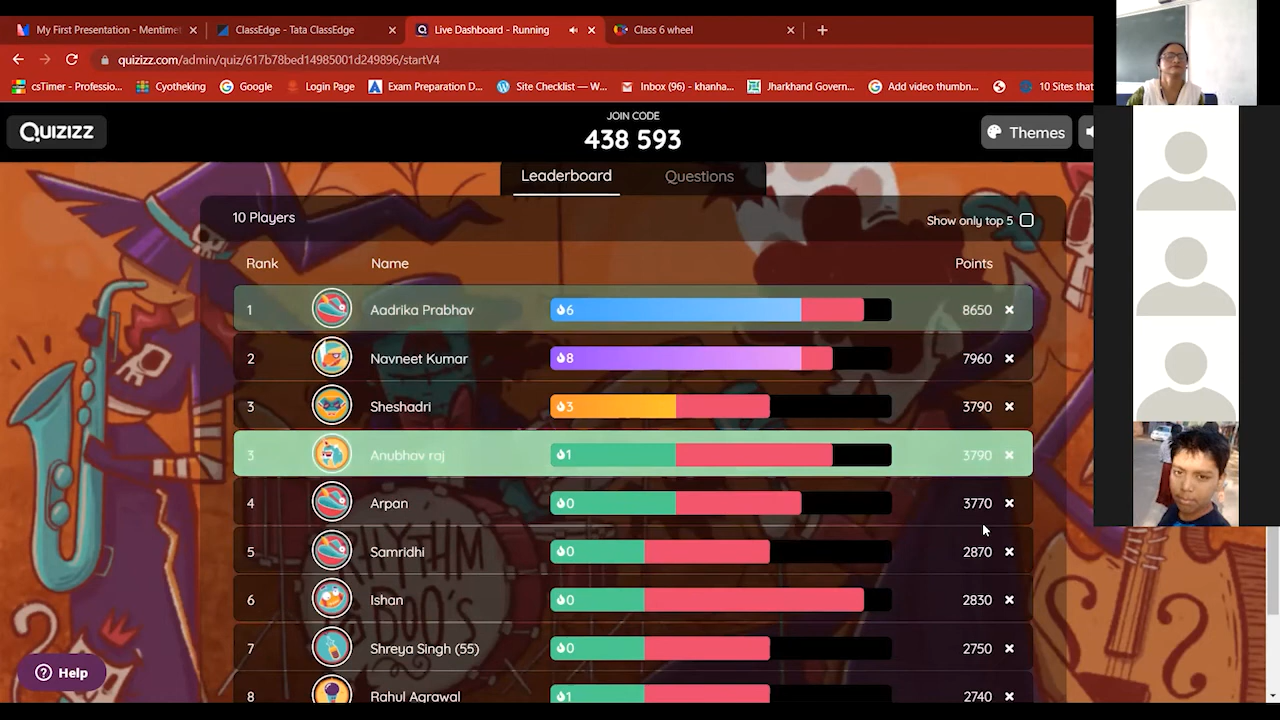 My First Presentation - Mentimet
ClassEdge - Tata ClassEdge
Live Dashboard - Running
Class 6 wheel
quizizz.com/admin/quiz/617b78bed14985001d249896/startV4
csTimer - Professio...
Cyotheking
Google
Login Page
Exam Preparation D...
Site Checklist — W...
Inbox (96) - khanha...
Jharkhand Govern...
Add video thumbn...
10 Sites that
QUIZIZZ
JOIN CODE
438 593
Themes
Leaderboard
Questions
10 Players
Show only top 5
Rank Name Points
1 Aadrika Prabhav 6 8650
2 Navneet Kumar 8 7960
3 Sheshadri 3 3790
3 Anubhav raj 1 3790
4 Arpan 0 3770
5 Samridhi 0 2870
6 Ishan 0 2830
7 Shreya Singh (55) 0 2750
8 Rahul Agrawal 1 2740
RHYTHM
Help